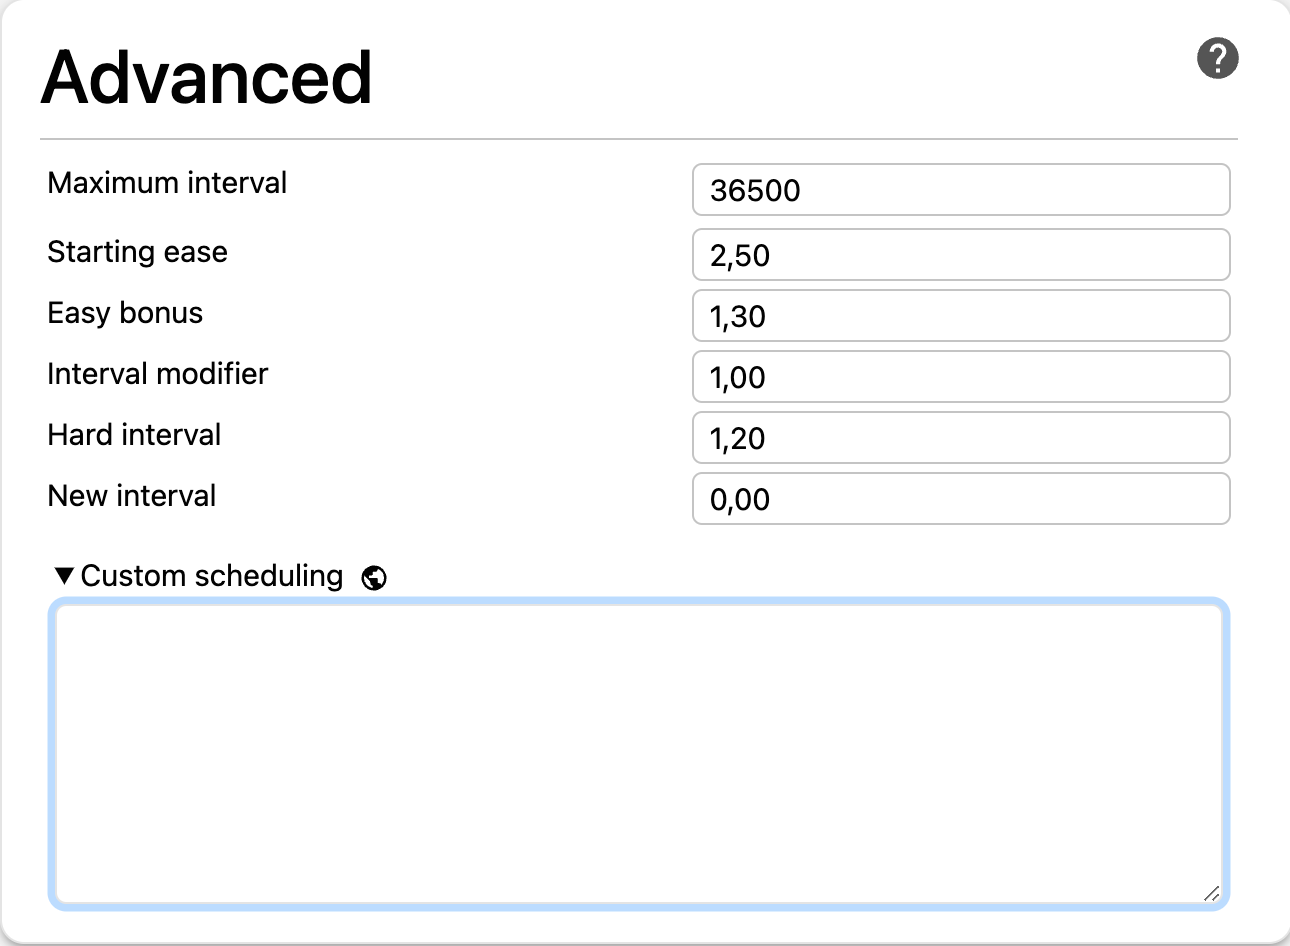 Advanced
?
Maximum interval 36500
Starting ease 2,50
Easy bonus 1,30
Interval modifier 1,00
Hard interval 1,20
New interval 0,00
▼ Custom scheduling